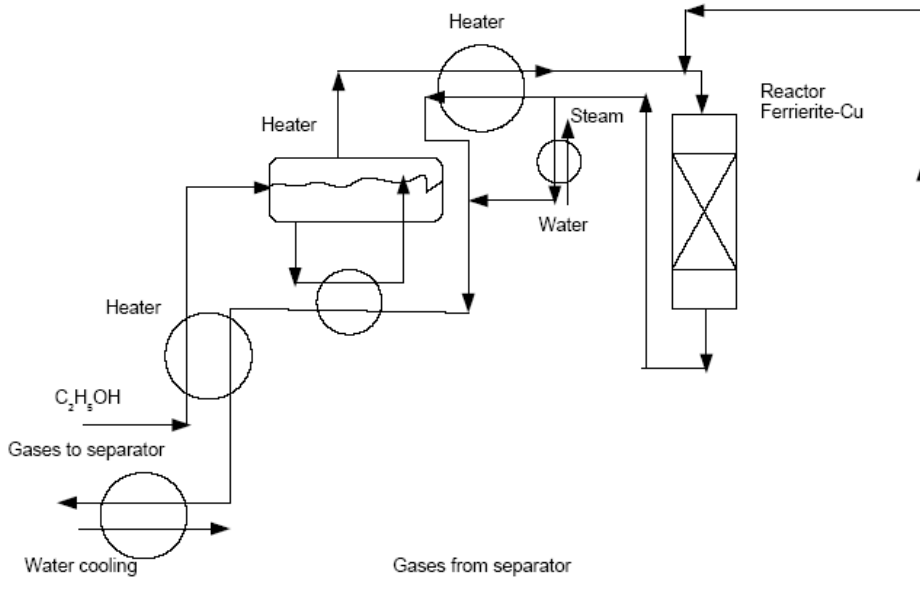 Heater
Reactor
Ferrierite-Cu
Steam
Heater
Water
Heater
C₂H₅OH
Gases to separator
Water cooling
Gases from separator